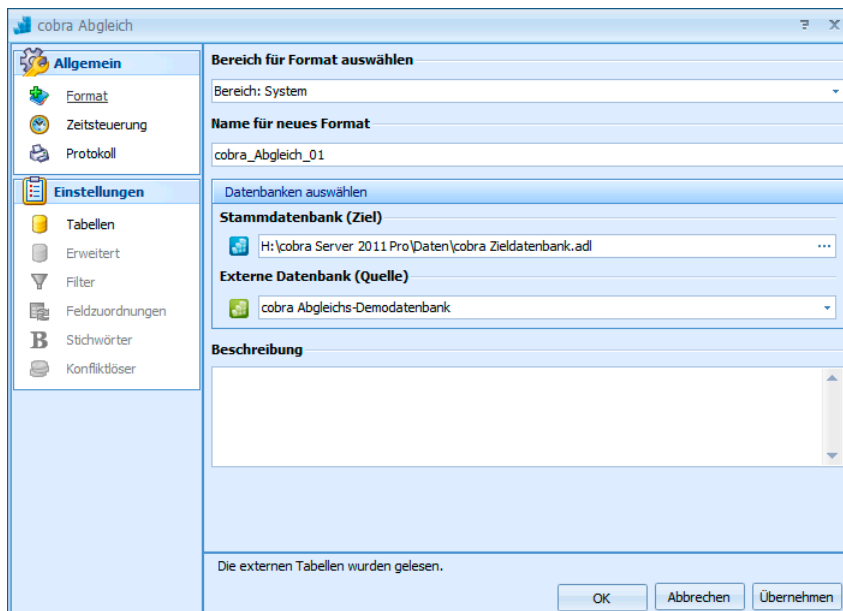 cobra Abgleich
Allgemein
Format
Zeitsteuerung
Protokoll
Einstellungen
Tabellen
Erweitert
Filter
Feldzuordnungen
B Stichwörter
Konfliktlöser
Bereich für Format auswählen
Bereich: System
Name für neues Format
cobra_Abgleich_01
Datenbanken auswählen
Stammdatenbank (Ziel)
H:\cobra Server 2011 Pro\Daten\cobra Zieldatenbank.adl
Externe Datenbank (Quelle)
cobra Abgleichs-Demodatenbank
Beschreibung
Die externen Tabellen wurden gelesen.
OK Abbrechen Übernehmen